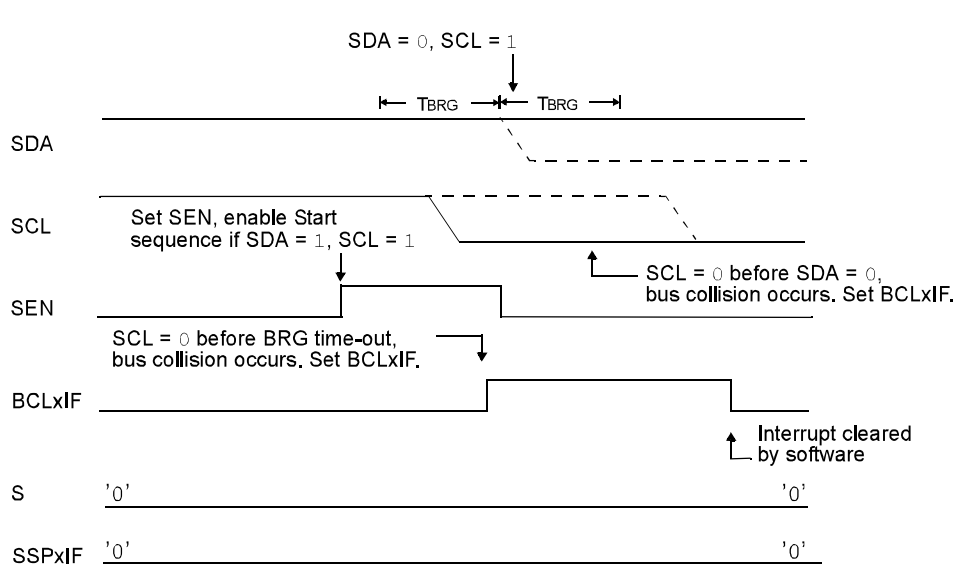 SDA = 0, SCL = 1
TBRG TBRG
SDA
SCL
Set SEN, enable Start
sequence if SDA = 1, SCL = 1
SCL = 0 before SDA = 0,
bus collision occurs. Set BCLxIF.
SEN
SCL = 0 before BRG time-out,
bus collision occurs. Set BCLxIF.
BCLxIF
Interrupt cleared
by software
S '0' '0'
SSPxIF '0' '0'